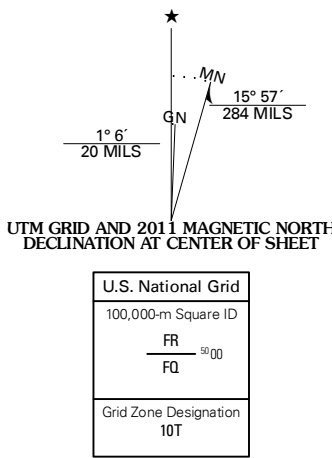 ★
MN
GN
15° 57´
284 MILS
1° 6´
20 MILS
UTM GRID AND 2011 MAGNETIC NORTH
DECLINATION AT CENTER OF SHEET
U.S. National Grid
100,000-m Square ID
FR
5000
FQ
Grid Zone Designation
10T